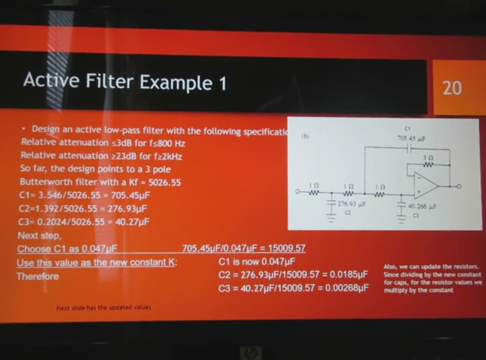 Active Filter Example 1
20
• Design an active low-pass filter with the following specificatio
Relative attenuation ≤3dB for f≤800 Hz
Relative attenuation ≥23dB for f≥2kHz
So far, the design points to a 3 pole
Butterworth filter with a Kf = 5026.55
C1= 3.546/5026.55 = 705.45µF
C2=1.392/5026.55 = 276.93µF
C3= 0.2024/5026.55 = 40.27µF
Next step,
Choose C1 as 0.047µF 705.45µF/0.047µF = 15009.57
Use this value as the new constant K: C1 is now 0.047µF
Therefore C2 = 276.93µF/15009.57 = 0.0185µF
C3 = 40.27µF/15009.57 = 0.00268µF
(b)
C1
705.45 µF
3 Ω
1 Ω
1 Ω
1 Ω
276.93 µF
C2
40.266 µF
C3
Also, we can update the resistors.
Since dividing by the new constant
for caps, for the resistor values we
multiply by the constant
Next slide has the updated values
hp